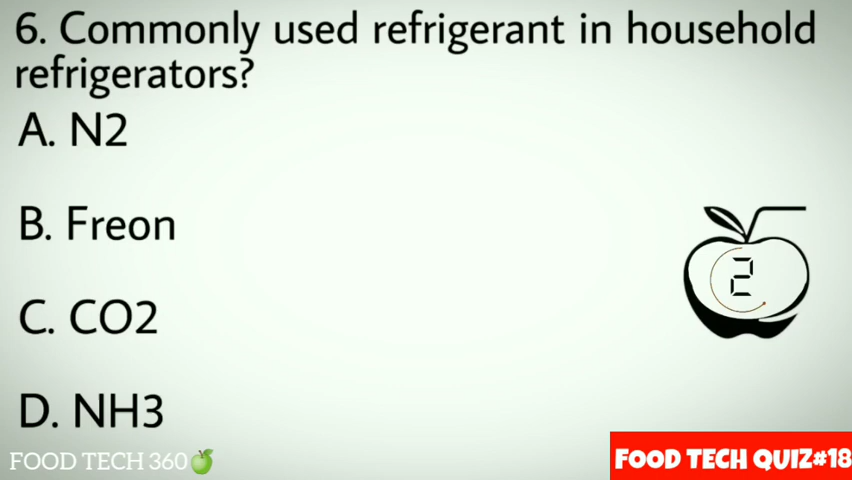 6. Commonly used refrigerant in household
refrigerators?
A. N2
B. Freon
C. CO2
D. NH3
2
FOOD TECH 360
FOOD TECH QUIZ#18